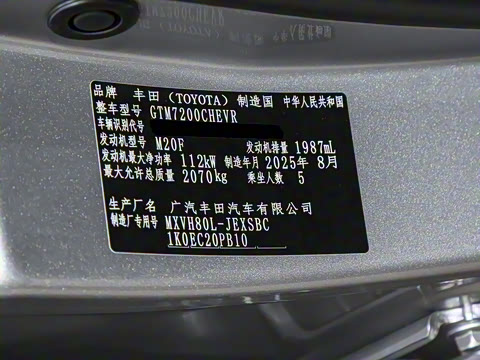 品牌 丰田(TOYOTA) 制造国 中华人民共和国
整车型号 GTM7200CHEVR
车辆识别代号
发动机型号 M20F 发动机排量 1987mL
发动机最大净功率 112kW 制造年月 2025年 8月
最大允许总质量 2070kg 乘坐人数 5
生产厂名 广汽丰田汽车有限公司
制造厂专用号 MXVH80L-JEXSBC
1K0EC20PB10